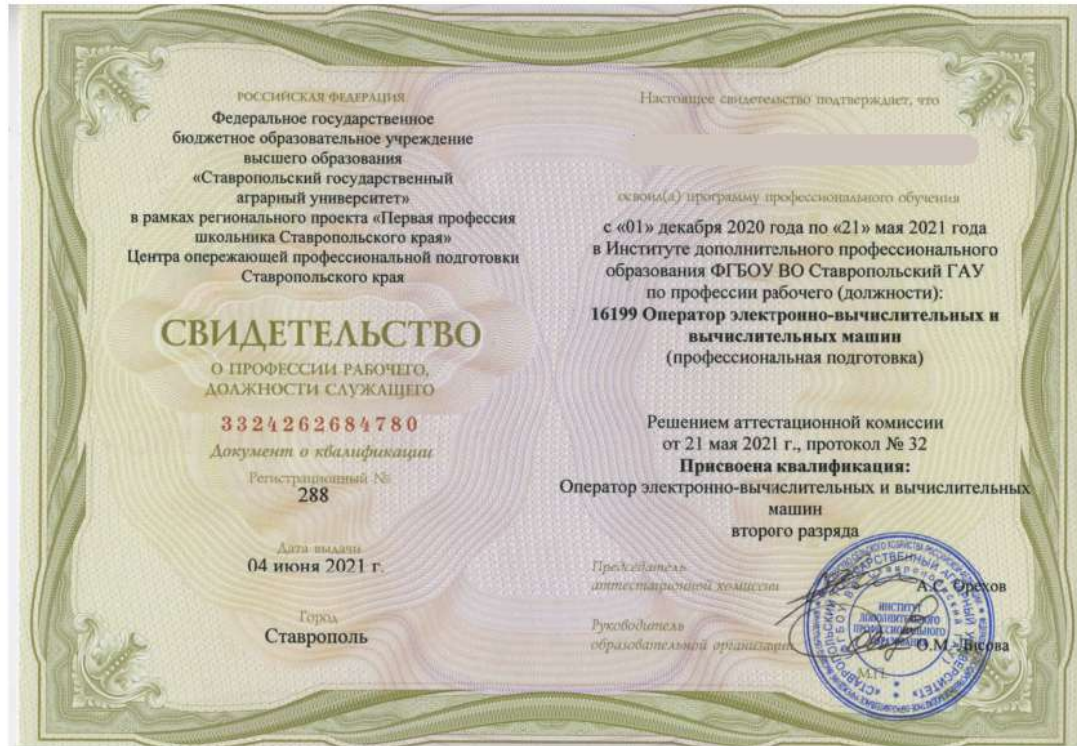 РОССИЙСКАЯ ФЕДЕРАЦИЯ
Федеральное государственное
бюджетное образовательное учреждение
высшего образования
«Ставропольский государственный
аграрный университет»
в рамках регионального проекта «Первая профессия
школьника Ставропольского края»
Центра опережающей профессиональной подготовки
Ставропольского края
СВИДЕТЕЛЬСТВО
О ПРОФЕССИИ РАБОЧЕГО,
ДОЛЖНОСТИ СЛУЖАЩЕГО
3324262684780
Документ о квалификации
Регистрационный №
288
Дата выдачи
04 июня 2021 г.
Город
Ставрополь
Настоящее свидетельство подтверждает, что
освоил(а) программу профессионального обучения
с «01» декабря 2020 года по «21» мая 2021 года
в Институте дополнительного профессионального
образования ФГБОУ ВО Ставропольский ГАУ
по профессии рабочего (должности):
16199 Оператор электронно-вычислительных и
вычислительных машин
(профессиональная подготовка)
Решением аттестационной комиссии
от 21 мая 2021 г., протокол № 32
Присвоена квалификация:
Оператор электронно-вычислительных и вычислительных
машин
второго разряда
Председатель
аттестационной комиссии
А.С. Орехов
Руководитель
образовательной организации
О.М. Лисова
М.П.
ИНСТИТУТ
ДОПОЛНИТЕЛЬНОГО
ПРОФЕССИОНАЛЬНОГО
ОБРАЗОВАНИЯ